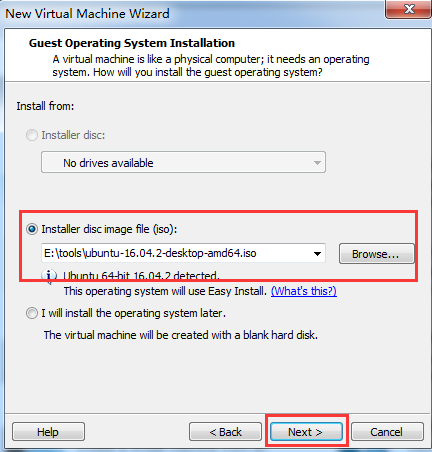 New Virtual Machine Wizard
Guest Operating System Installation
A virtual machine is like a physical computer; it needs an operating
system. How will you install the guest operating system?
Install from:
Installer disc:
No drives available
Installer disc image file (iso):
E:\tools\ubuntu-16.04.2-desktop-amd64.iso
Browse...
Ubuntu 64-bit 16.04.2 detected.
This operating system will use Easy Install. (What's this?)
I will install the operating system later.
The virtual machine will be created with a blank hard disk.
Help
< Back
Next >
Cancel